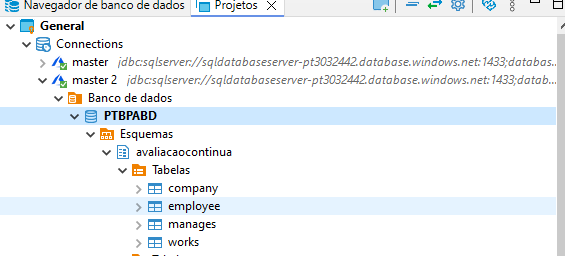 Navegador de banco de dados Projetos
General
Connections
master jdbc:sqlserver://sqldatabaseserver-pt3032442.database.windows.net:1433;databas...
master 2 jdbc:sqlserver://sqldatabaseserver-pt3032442.database.windows.net:1433;datab...
Banco de dados
PTBPABD
Esquemas
avaliacaocontinua
Tabelas
company
employee
manages
works